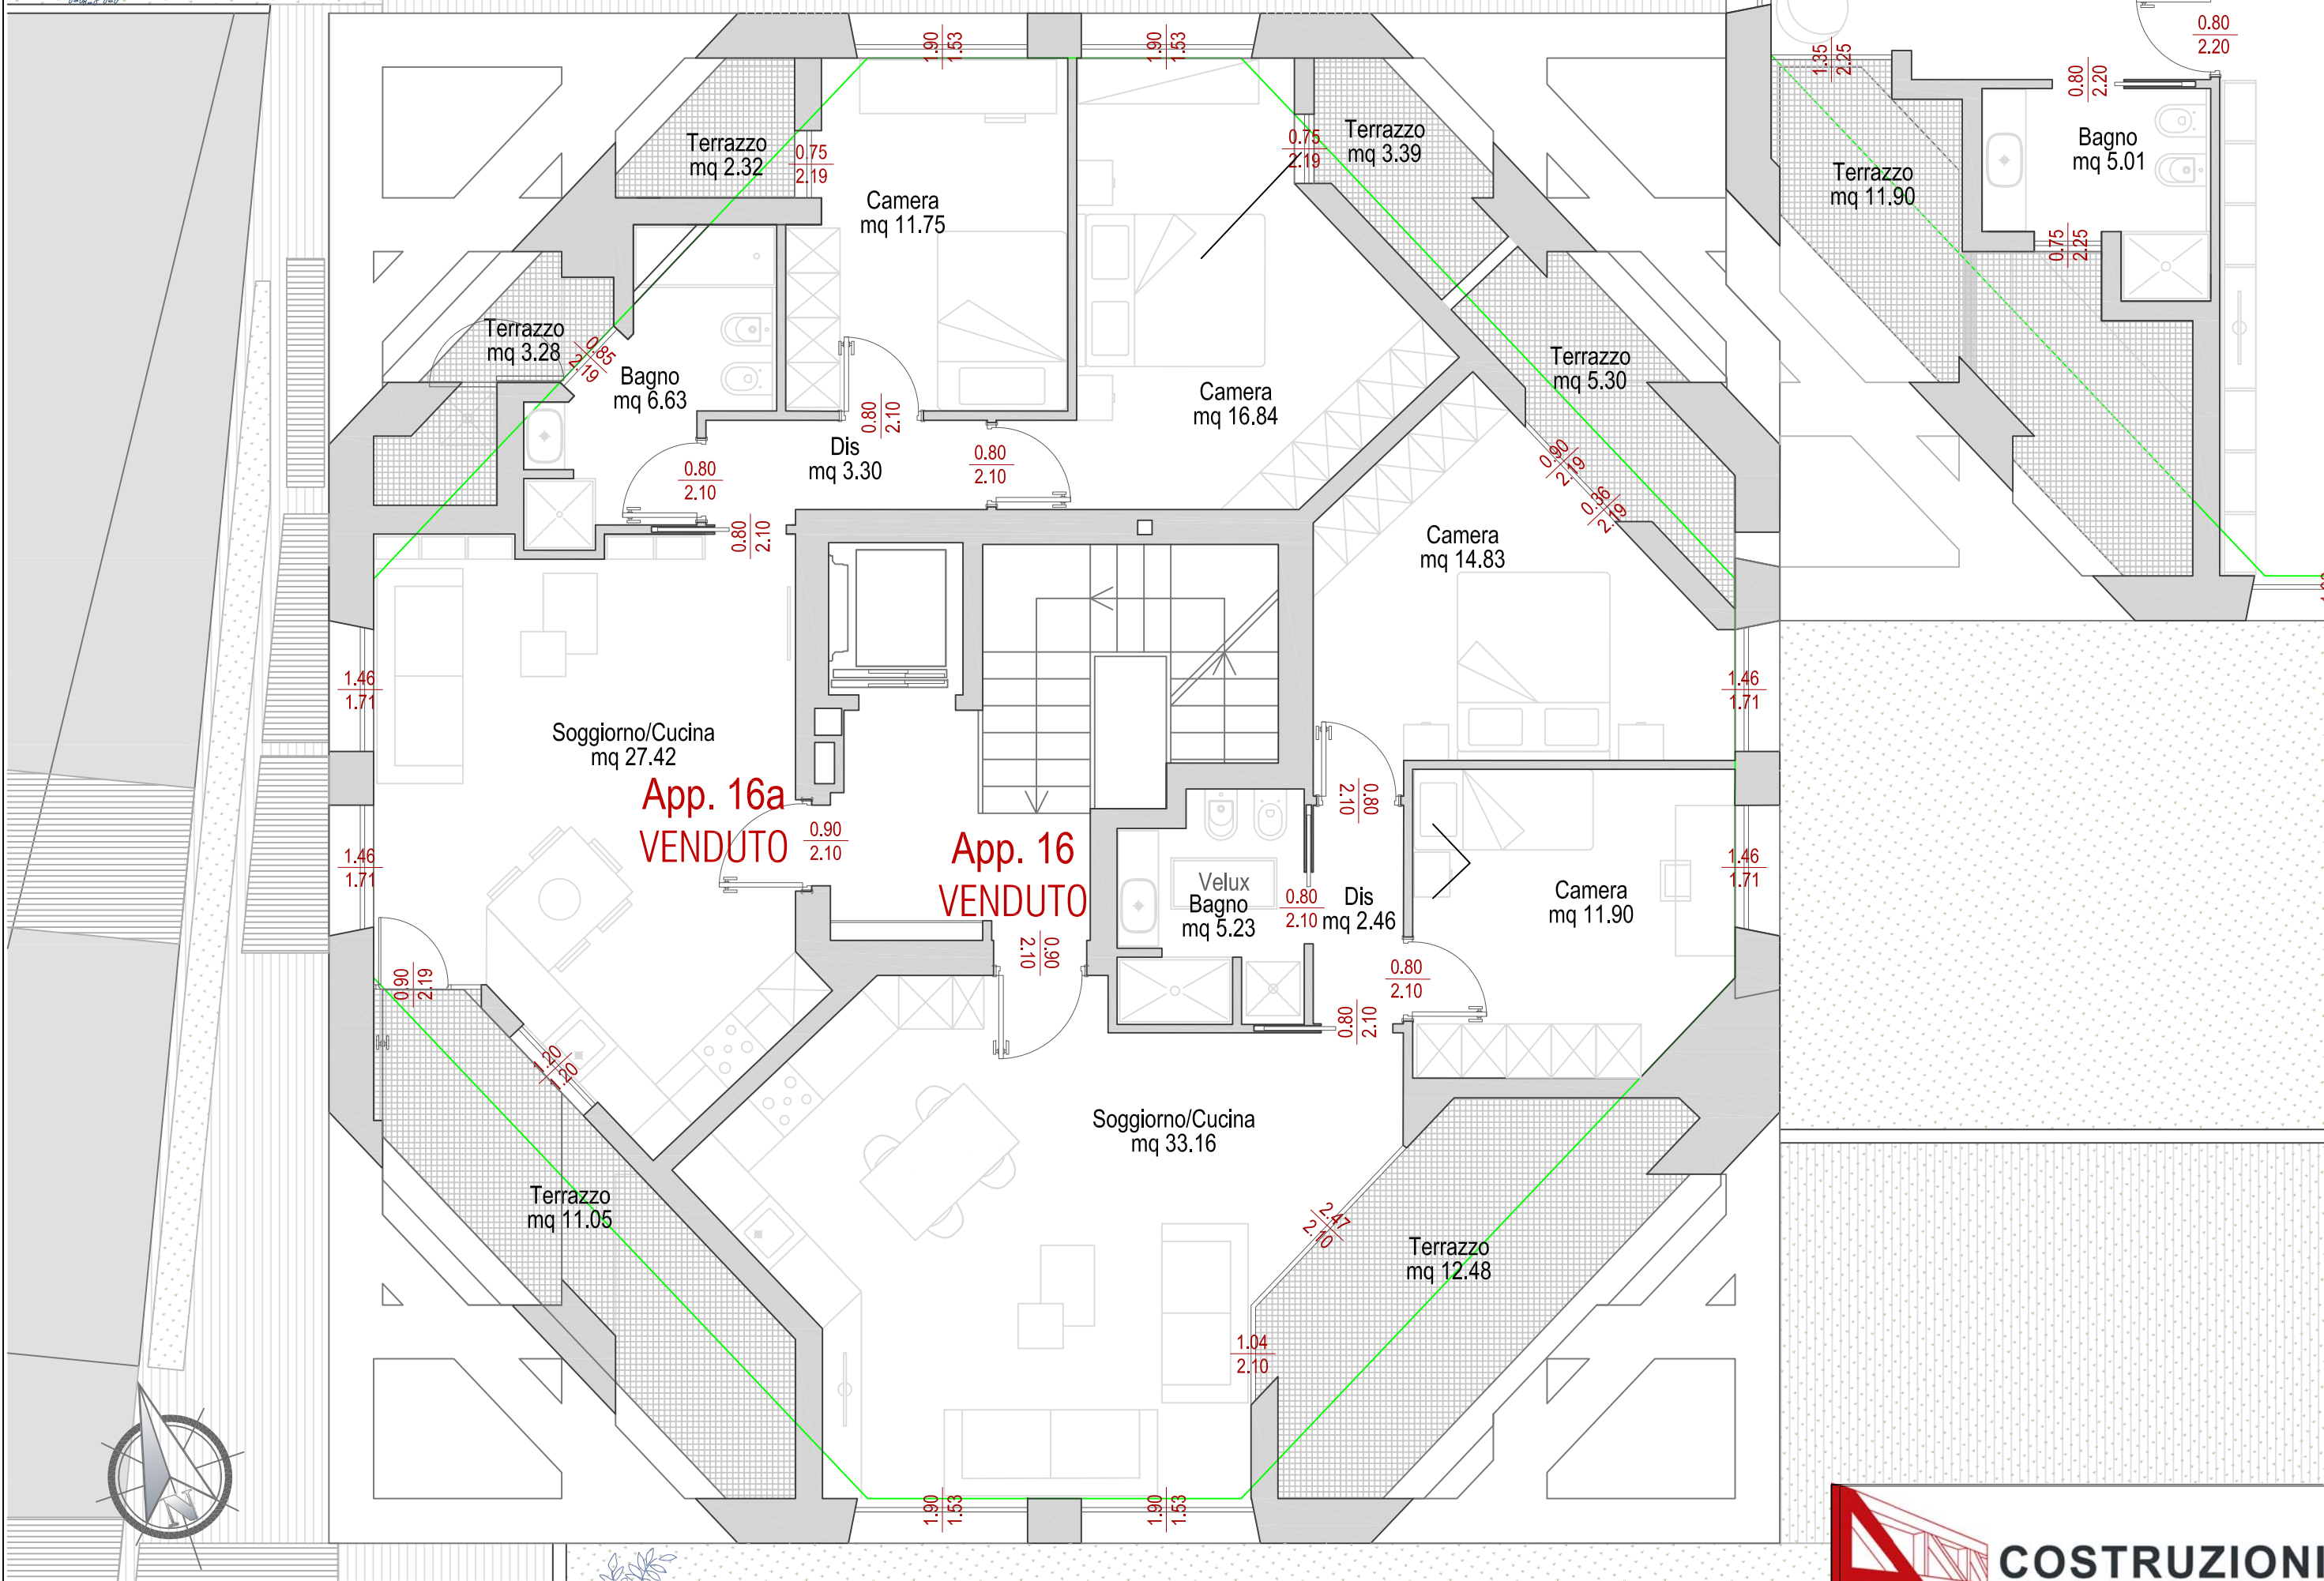 1.90
1.53
1.90
1.53
0.80
2.20
1.35
2.25
0.80
2.20
Terrazzo
mq 2.32
0.75
2.19
0.75
2.19
Terrazzo
mq 3.39
Bagno
mq 5.01
Terrazzo
mq 11.90
Camera
mq 11.75
0.75
2.25
Terrazzo
mq 3.28
0.85
2.19
Bagno
mq 6.63
Camera
mq 16.84
Terrazzo
mq 5.30
0.80
2.10
Dis
mq 3.30
0.80
2.10
0.80
2.10
0.90
2.19
0.36
2.19
0.80
2.10
Camera
mq 14.83
1.46
1.71
1.46
1.71
Soggiorno/Cucina
mq 27.42
App. 16a
VENDUTO
0.90
2.10
App. 16
VENDUTO
0.80
2.10
1.46
1.71
1.46
1.71
Velux
Bagno
mq 5.23
0.80
2.10
Dis
mq 2.46
Camera
mq 11.90
0.90
2.10
0.80
2.10
0.90
2.19
0.80
2.10
1.20
1.20
Soggiorno/Cucina
mq 33.16
Terrazzo
mq 11.05
2.47
2.10
Terrazzo
mq 12.48
1.04
2.10
N
1.90
1.53
1.90
1.53
COSTRUZIONI